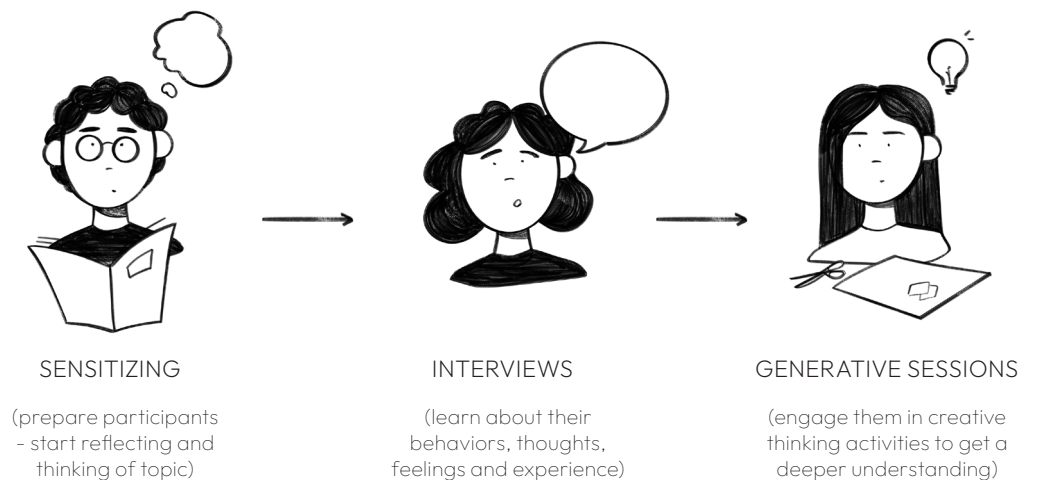 SENSITIZING
(prepare participants
- start reflecting and
thinking of topic)
INTERVIEWS
(learn about their
behaviors, thoughts,
feelings and experience)
GENERATIVE SESSIONS
(engage them in creative
thinking activities to get a
deeper understanding)